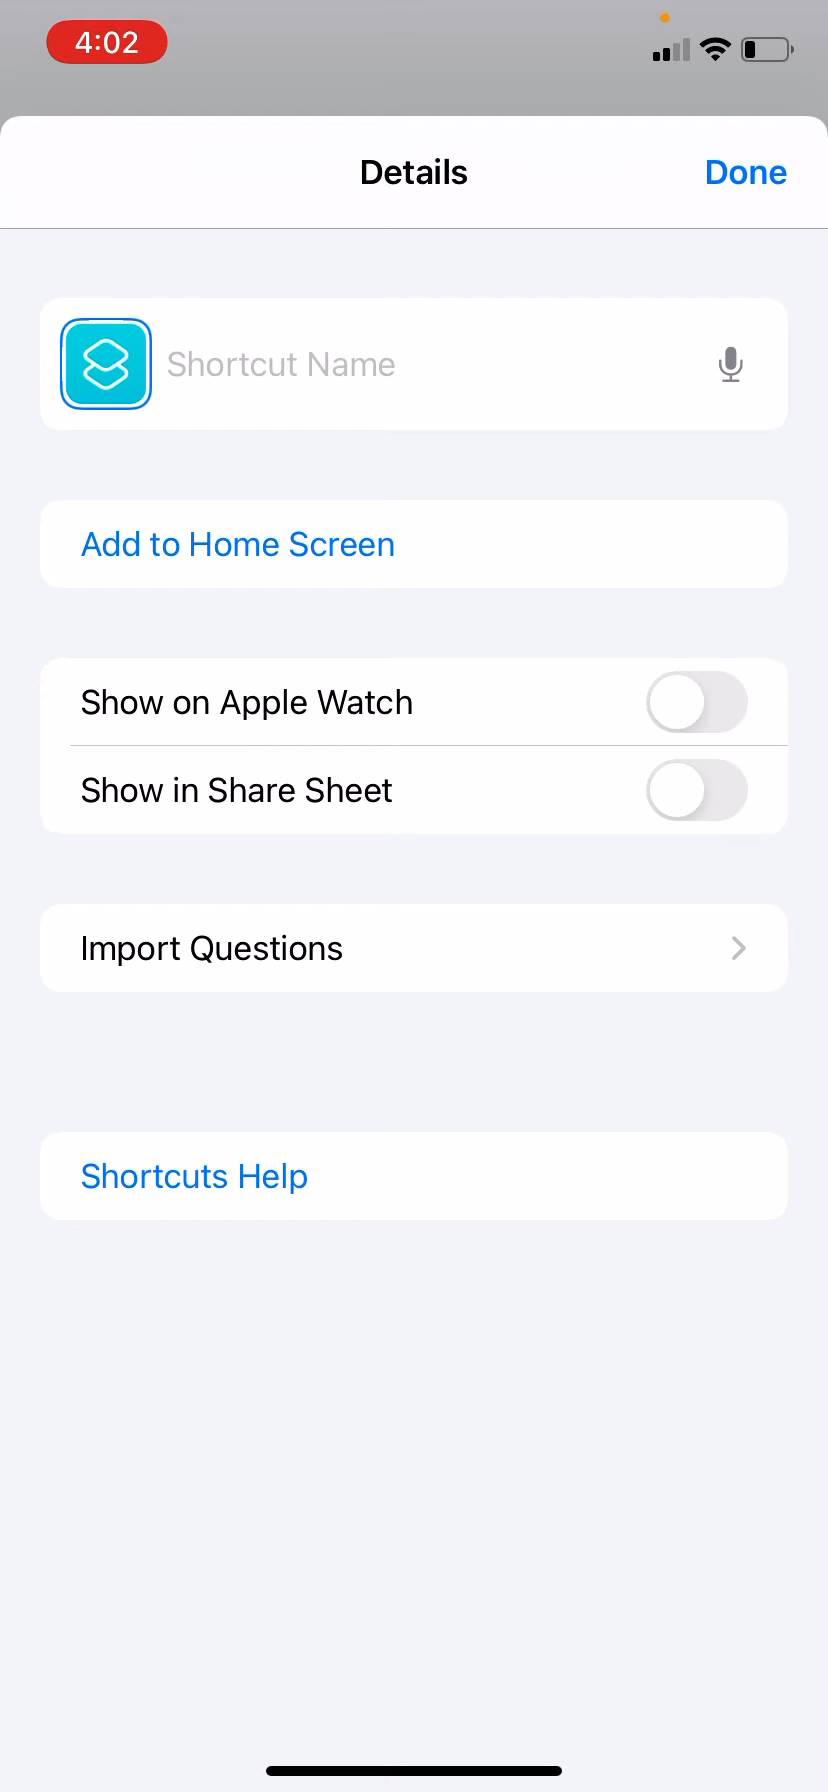 4:02
Details
Done
Shortcut Name
Add to Home Screen
Show on Apple Watch
Show in Share Sheet
Import Questions
Shortcuts Help